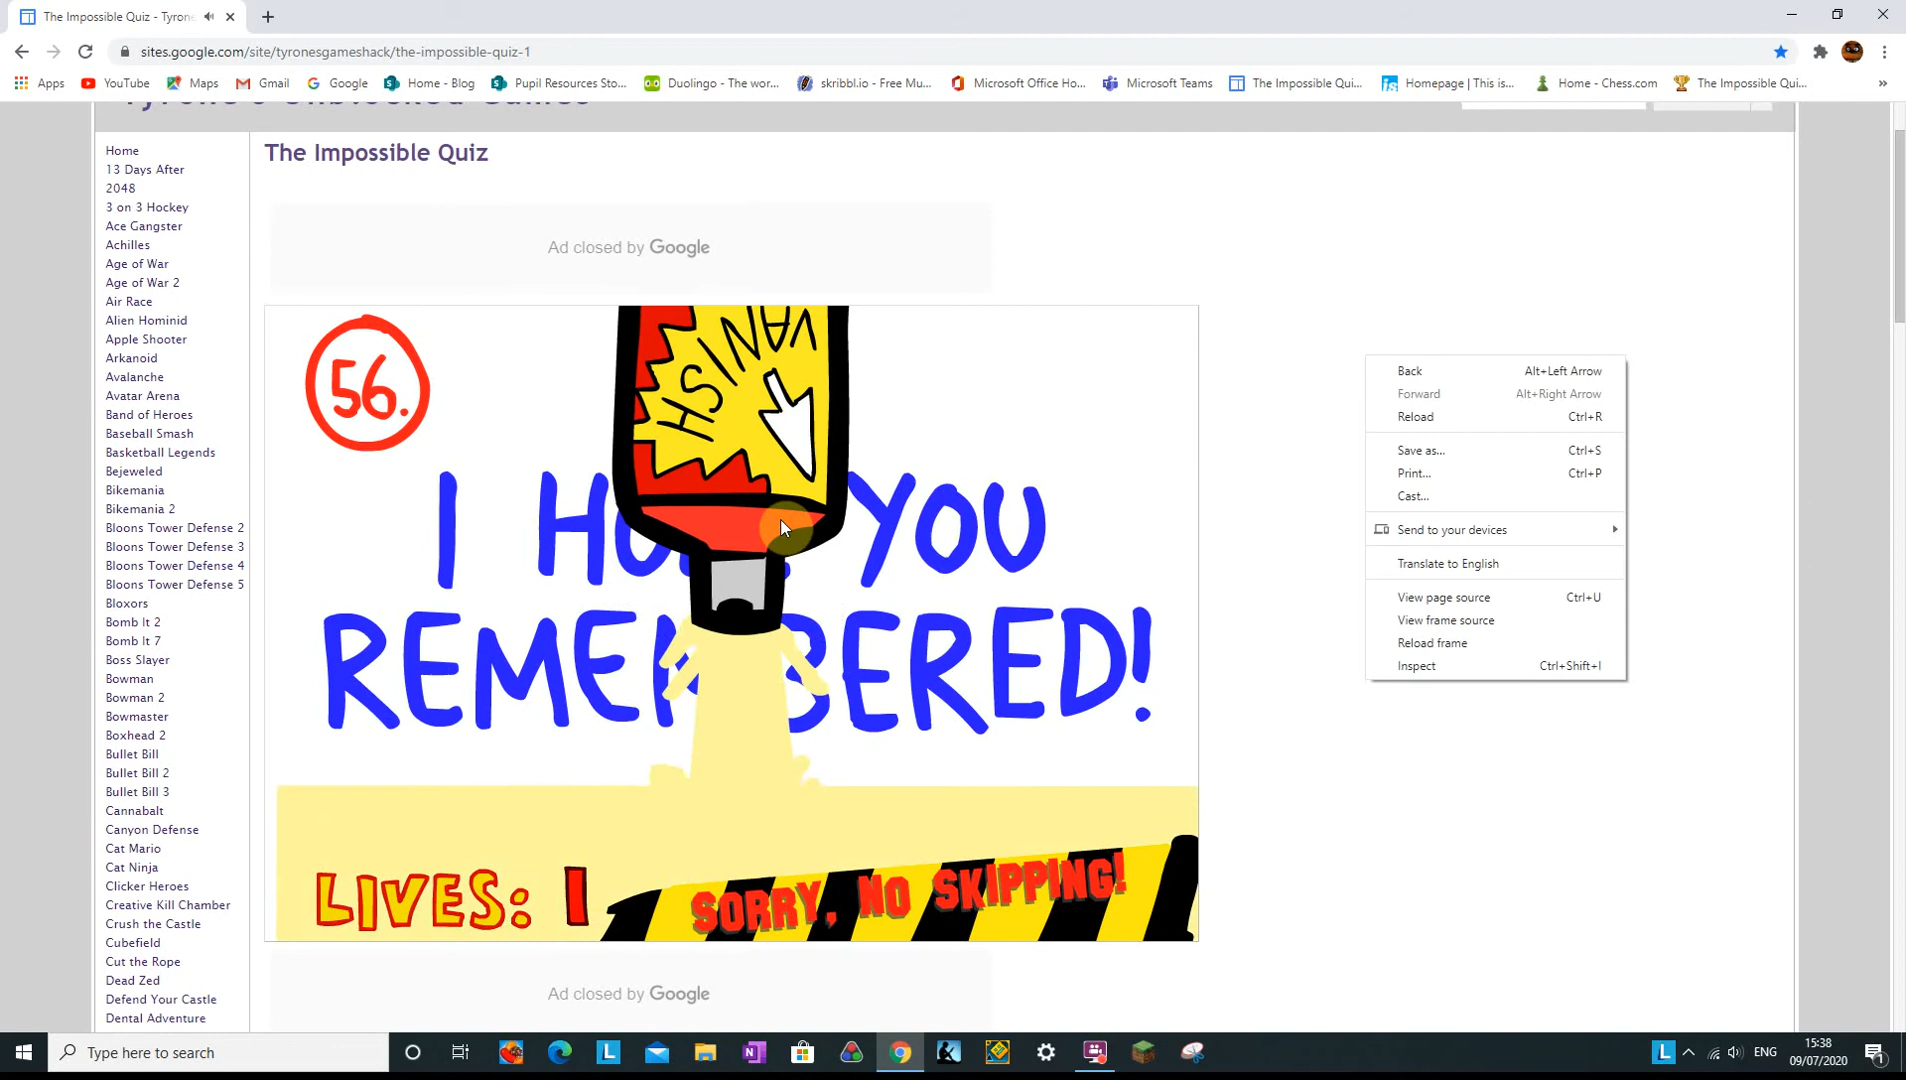 The Impossible Quiz - Tyrone
sites.google.com/site/tyronesgameshack/the-impossible-quiz-1
Apps YouTube Maps Gmail Google Home - Blog Pupil Resources Sto... Duolingo - The wor... skribbl.io - Free Mu... Microsoft Office Ho... Microsoft Teams The Impossible Qui... Homepage | This is... Home - Chess.com The Impossible Quiz... »
Home
13 Days After
2048
3 on 3 Hockey
Ace Gangster
Achilles
Age of War
Age of War 2
Air Race
Alien Hominid
Apple Shooter
Arkanoid
Avalanche
Avatar Arena
Band of Heroes
Baseball Smash
Basketball Legends
Bejeweled
Bikemania
Bikemania 2
Bloons Tower Defense 2
Bloons Tower Defense 3
Bloons Tower Defense 4
Bloons Tower Defense 5
Bloxors
Bomb It 2
Bomb It 7
Boss Slayer
Bowman
Bowman 2
Bowmaster
Boxhead 2
Bullet Bill
Bullet Bill 2
Bullet Bill 3
Cannabalt
Canyon Defense
Cat Mario
Cat Ninja
Clicker Heroes
Creative Kill Chamber
Crush the Castle
Cubefield
Cut the Rope
Dead Zed
Defend Your Castle
Dental Adventure
The Impossible Quiz
Ad closed by Google
56.
VANISH
I YOU
REMEMBERED!
LIVES: 1
SORRY, NO SKIPPING!
Ad closed by Google
Back Alt+Left Arrow
Forward Alt+Right Arrow
Reload Ctrl+R
Save as... Ctrl+S
Print... Ctrl+P
Cast...
Send to your devices
Translate to English
View page source Ctrl+U
View frame source
Reload frame
Inspect Ctrl+Shift+I
Type here to search
L ENG
15:38
09/07/2020
1